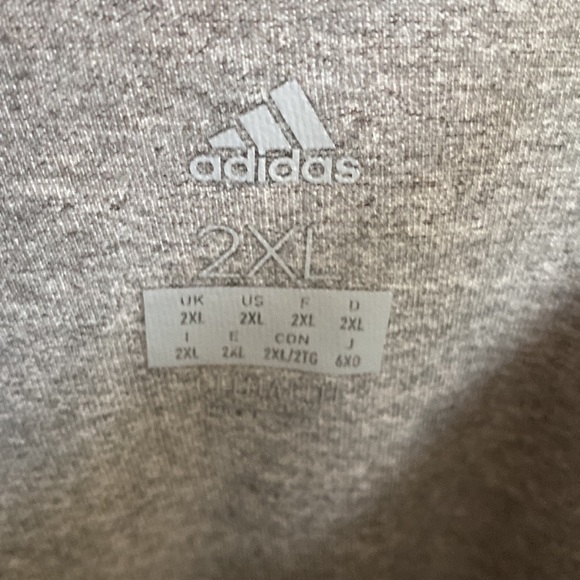 adidas
2XL
UK US F D
2XL 2XL 2XL 2XL
I E CDN J
2XL 2XL 2XL/2TG 6XO